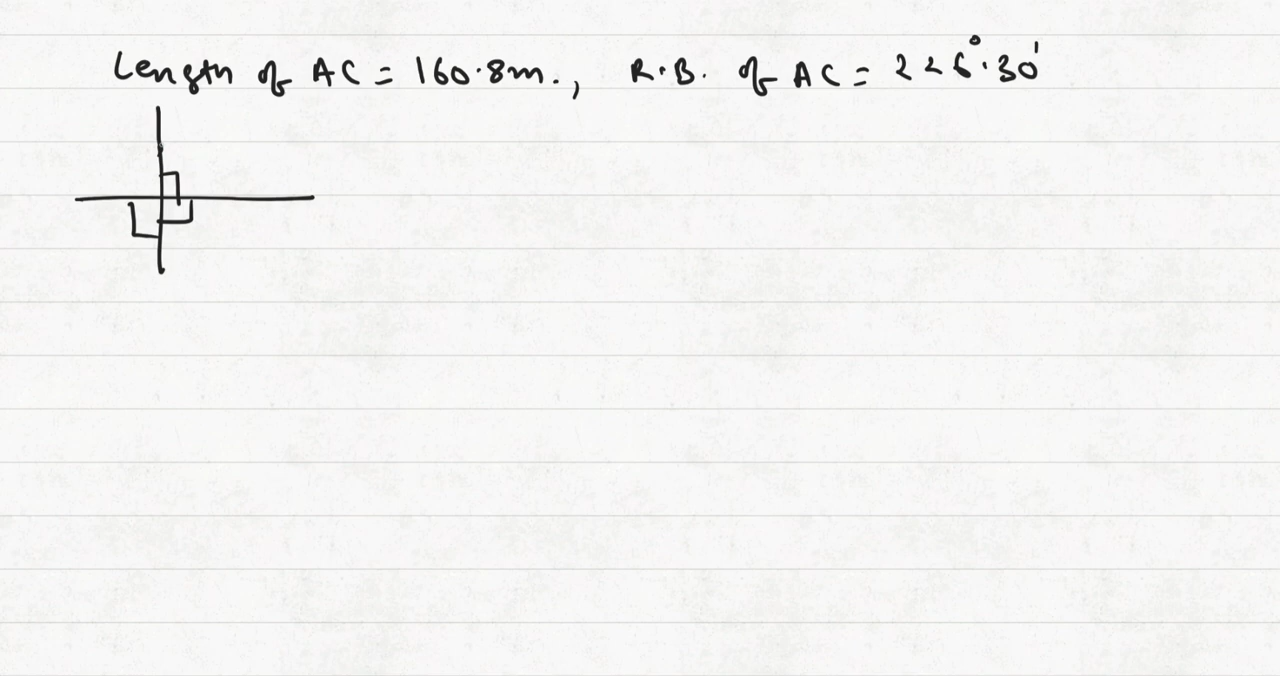 Length of AC = 160.8m., R.B. of AC = 226°.30'